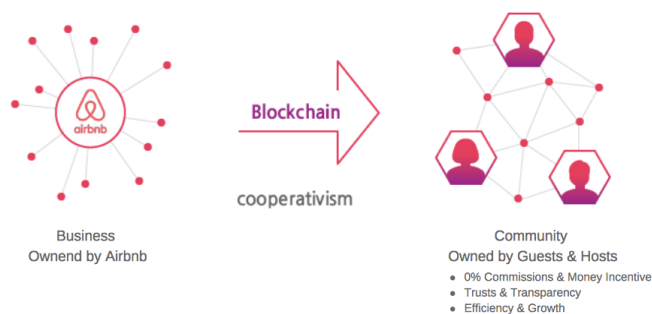 airbnb
Blockchain
cooperativism
Business
Ownend by Airbnb
Community
Owned by Guests & Hosts
● 0% Commissions & Money Incentive
● Trusts & Transparency
● Efficiency & Growth